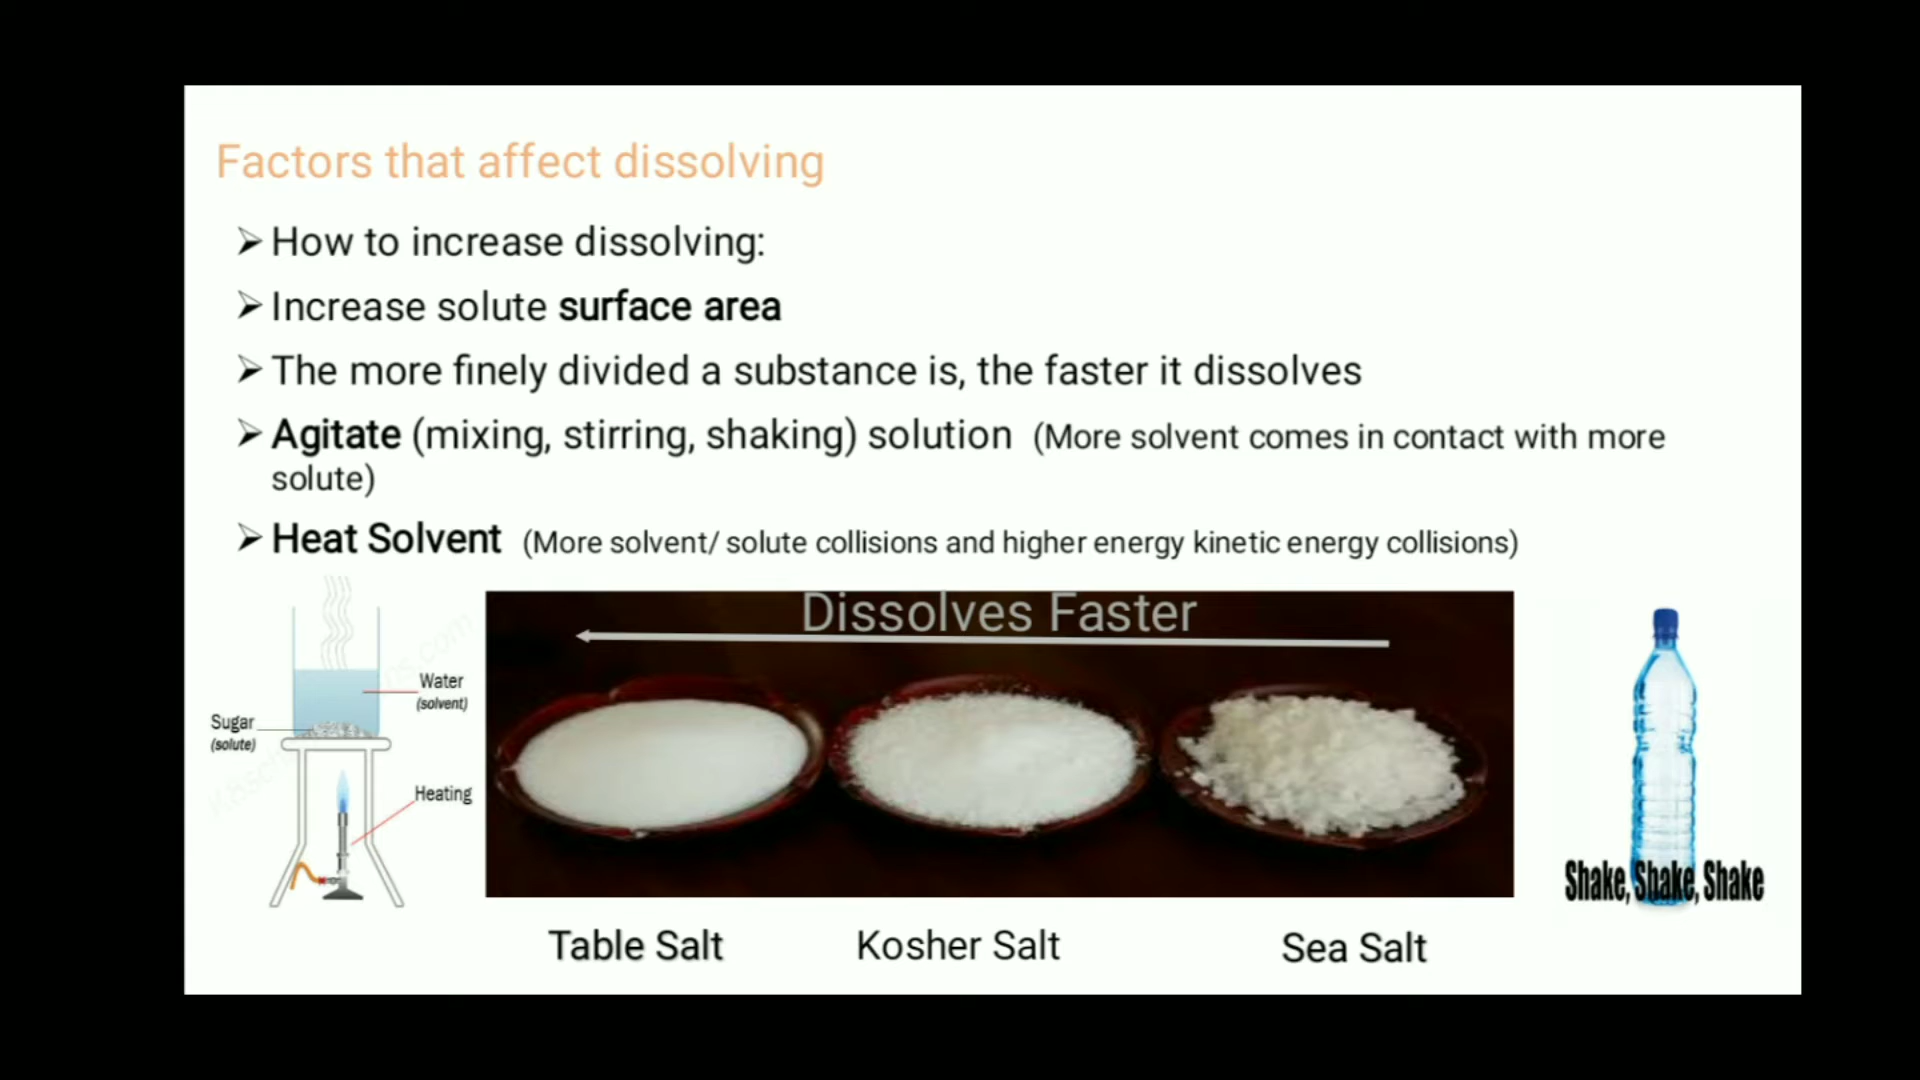 Factors that affect dissolving
How to increase dissolving:
Increase solute surface area
The more finely divided a substance is, the faster it dissolves
Agitate (mixing, stirring, shaking) solution (More solvent comes in contact with more
solute)
Heat Solvent (More solvent/ solute collisions and higher energy kinetic energy collisions)
Dissolves Faster
Water
(solvent)
Sugar
(solute)
Heating
Shake, Shake, Shake
Table Salt
Kosher Salt
Sea Salt